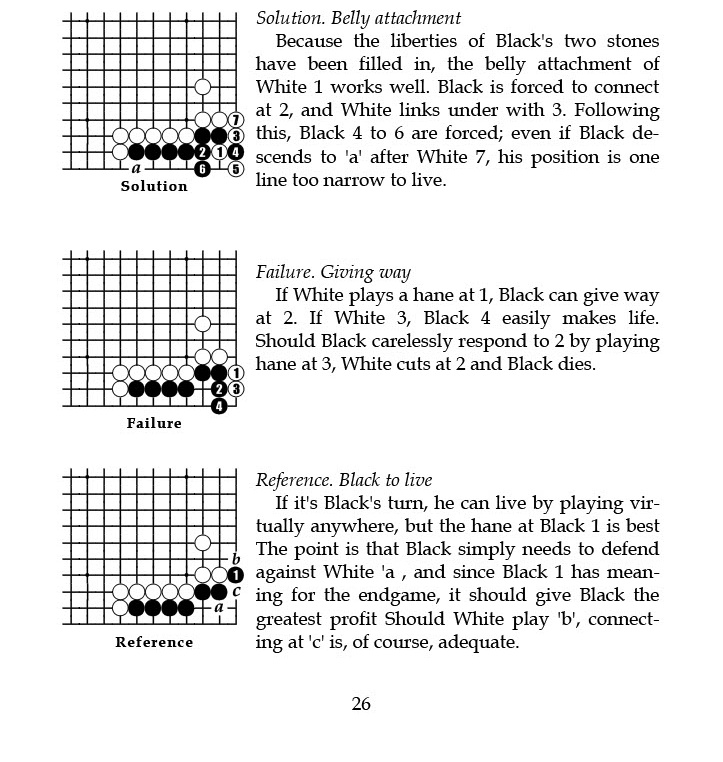 Solution. Belly attachment
Because the liberties of Black's two stones
have been filled in, the belly attachment of
White 1 works well. Black is forced to connect
at 2, and White links under with 3. Following
this, Black 4 to 6 are forced; even if Black de-
scends to 'a' after White 7, his position is one
line too narrow to live.
7
3
2 1 4
a 6 5
Solution
Failure. Giving way
If White plays a hane at 1, Black can give way
at 2. If White 3, Black 4 easily makes life.
Should Black carelessly respond to 2 by playing
hane at 3, White cuts at 2 and Black dies.
1
2 3
4
Failure
Reference. Black to live
If it's Black's turn, he can live by playing vir-
tually anywhere, but the hane at Black 1 is best
The point is that Black simply needs to defend
against White 'a , and since Black 1 has mean-
ing for the endgame, it should give Black the
greatest profit Should White play 'b', connect-
ing at 'c' is, of course, adequate.
b
1
c
a
Reference
26